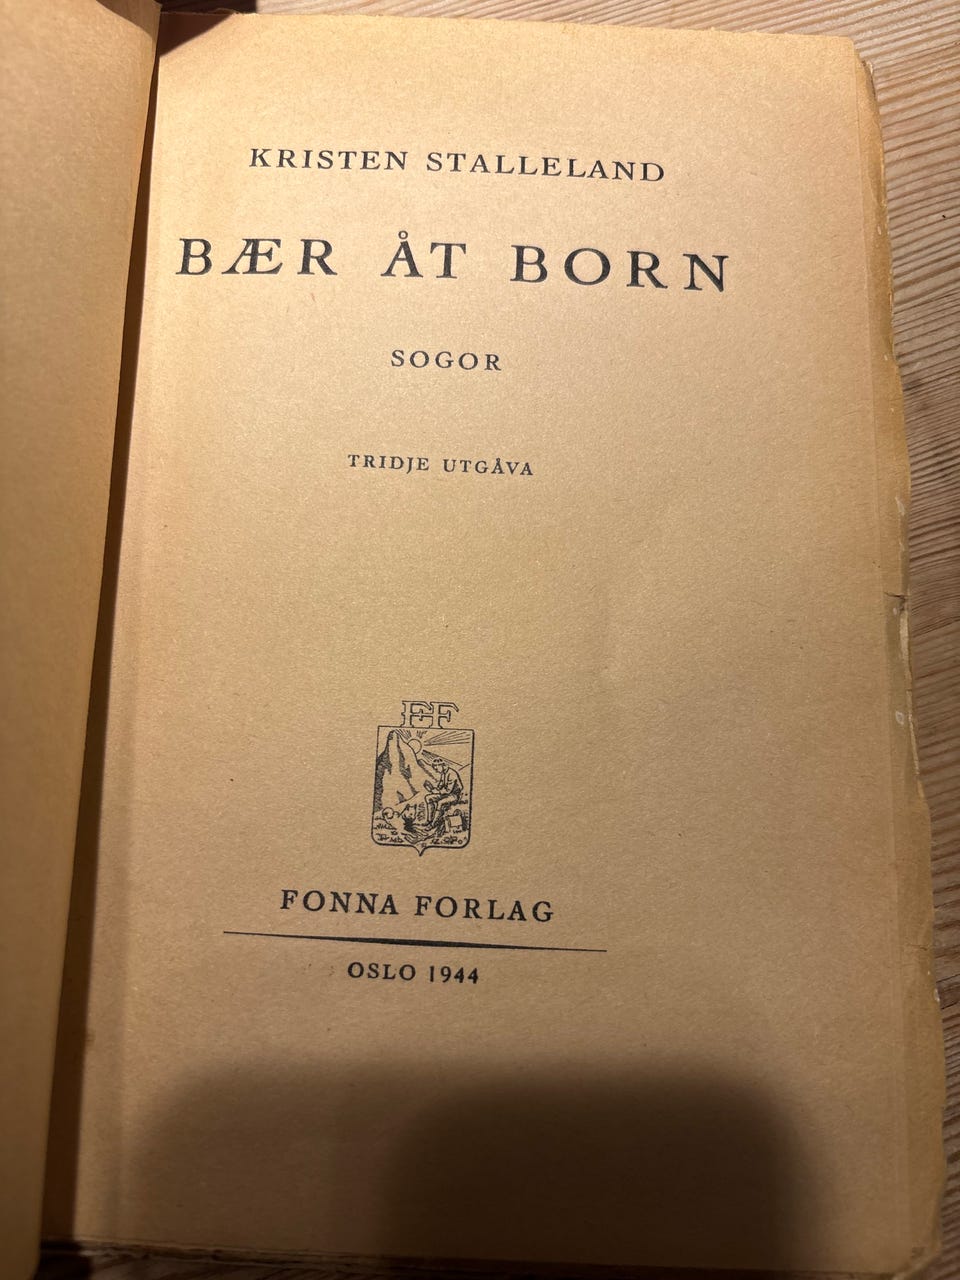 KRISTEN STALLELAND
BÆR ÅT BORN
SOGOR
TRIDJE UTGÅVA
FF
FONNA FORLAG
OSLO 1944